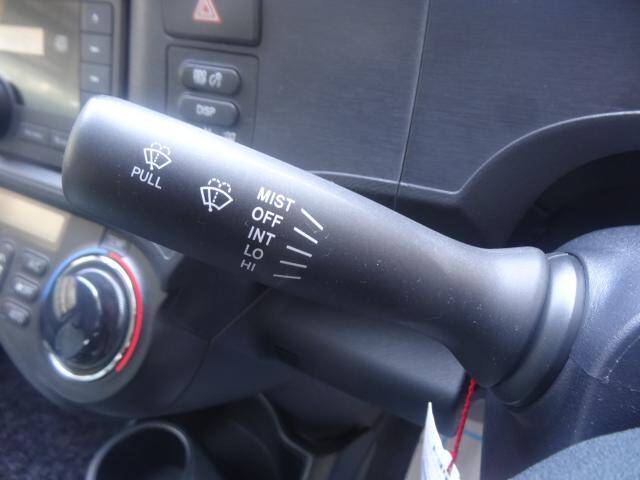 DISP
PULL
MIST
OFF
INT
LO
HI